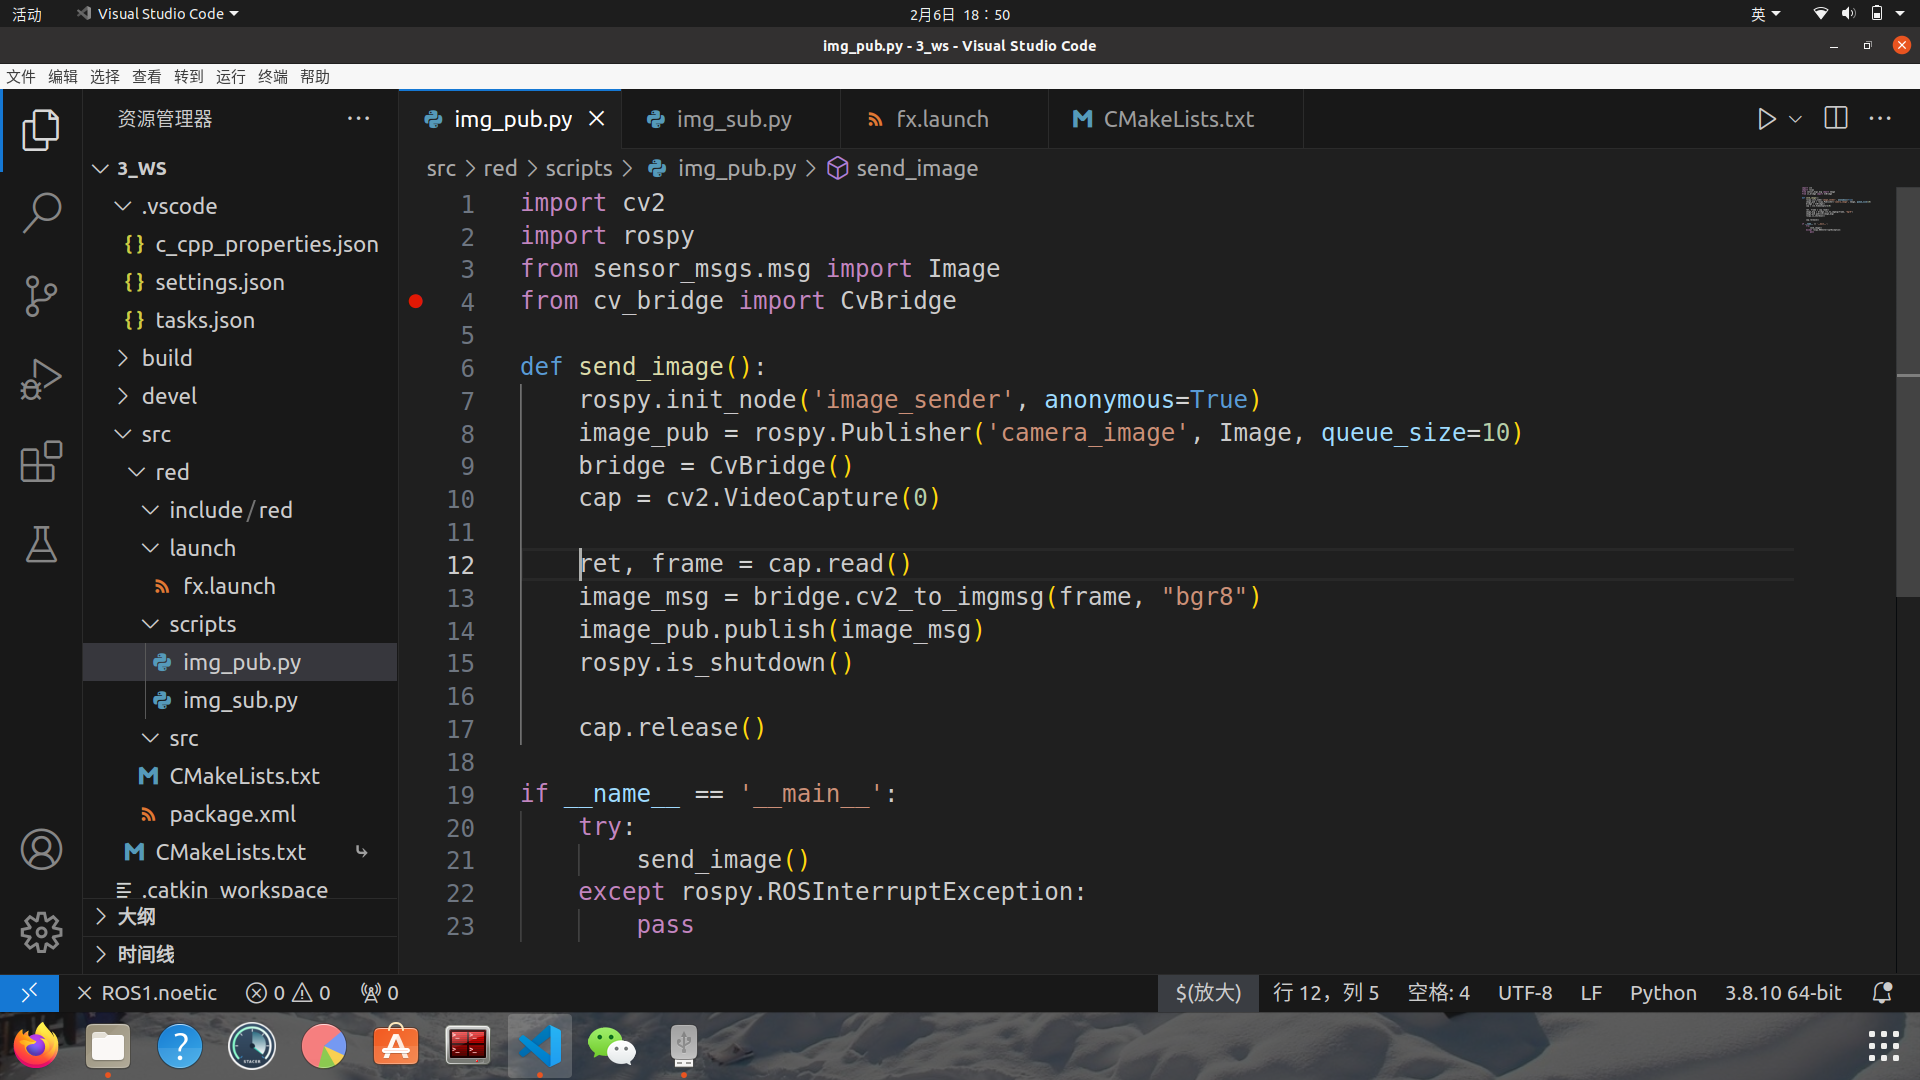 活动 Visual Studio Code 2月6日 18：50 英
img_pub.py - 3_ws - Visual Studio Code
文件 编辑 选择 查看 转到 运行 终端 帮助
资源管理器
3_WS
.vscode
{} c_cpp_properties.json
{} settings.json
{} tasks.json
build
devel
src
red
include/red
launch
fx.launch
scripts
img_pub.py
img_sub.py
src
CMakeLists.txt
package.xml
CMakeLists.txt
.catkin_workspace
大纲
时间线
img_pub.py img_sub.py fx.launch CMakeLists.txt
src > red > scripts > img_pub.py > send_image
1 import cv2
2 import rospy
3 from sensor_msgs.msg import Image
4 from cv_bridge import CvBridge
5
6 def send_image():
7 rospy.init_node('image_sender', anonymous=True)
8 image_pub = rospy.Publisher('camera_image', Image, queue_size=10)
9 bridge = CvBridge()
10 cap = cv2.VideoCapture(0)
11
12 ret, frame = cap.read()
13 image_msg = bridge.cv2_to_imgmsg(frame, "bgr8")
14 image_pub.publish(image_msg)
15 rospy.is_shutdown()
16
17 cap.release()
18
19 if __name__ == '__main__':
20 try:
21 send_image()
22 except rospy.ROSInterruptException:
23 pass
ROS1.noetic 0 0 0 $(放大) 行 12，列 5 空格: 4 UTF-8 LF Python 3.8.10 64-bit
STACER